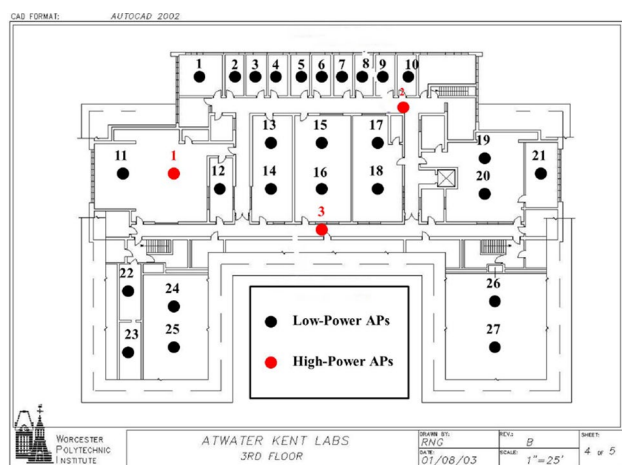 CAD FORMAT: AUTOCAD 2002
1 2 3 4 5 6 7 8 9 10
2
13 15 17
19
11 1 12 14 16 18 20 21
3
22 24 26
23 25 27
Low-Power APs
High-Power APs
WORCESTER
POLYTECHNIC
INSTITUTE
ATWATER KENT LABS
3RD FLOOR
DRAWN BY:
RNG
DATE:
01/08/03
REV.:
B
SCALE:
1"=25'
SHEET:
4 OF 5